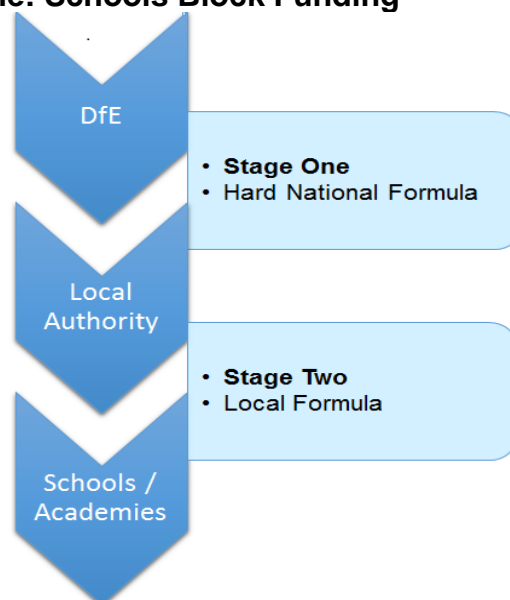 Schools Block Funding
DfE
• Stage One
• Hard National Formula
Local
Authority
• Stage Two
• Local Formula
Schools /
Academies